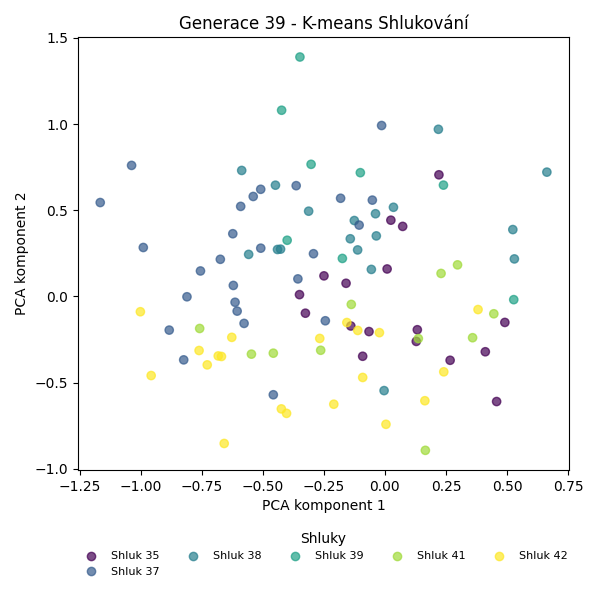 Generace 39 - K-means Shlukování
1.5
1.0
0.5
0.0
−0.5
−1.0
PCA komponent 2
−1.25 −1.00 −0.75 −0.50 −0.25 0.00 0.25 0.50 0.75
PCA komponent 1
Shluky
Shluk 35 Shluk 38 Shluk 39 Shluk 41 Shluk 42
Shluk 37